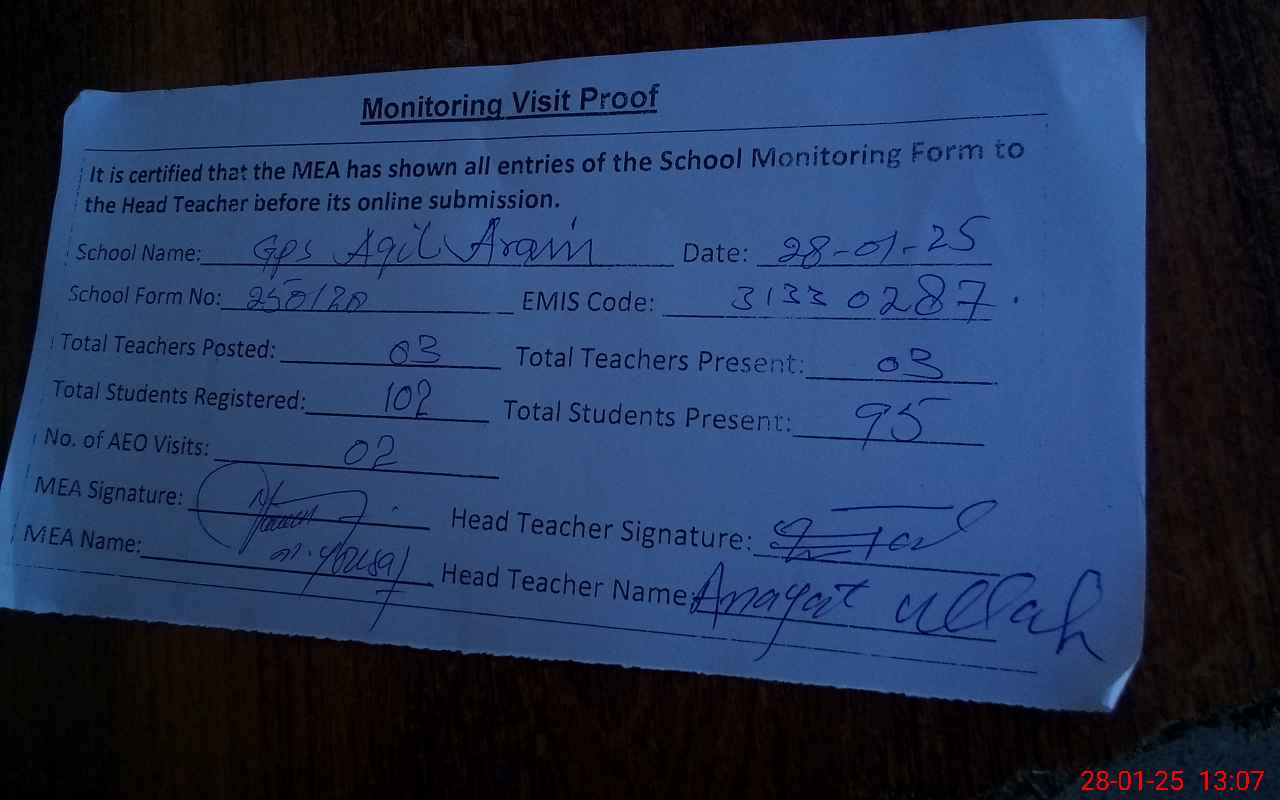 Monitoring Visit Proof
It is certified that the MEA has shown all entries of the School Monitoring Form to
the Head Teacher before its online submission.
School Name: Gps Aqil Arain Date: 28-01-25
School Form No: 250120 EMIS Code: 31330287
Total Teachers Posted: 03 Total Teachers Present: 03
Total Students Registered: 102 Total Students Present: 95
No. of AEO Visits: 02
MEA Signature: Head Teacher Signature:
MEA Name: M. Yousaf Head Teacher Name: Anayat Ullah
28-01-25 13:07